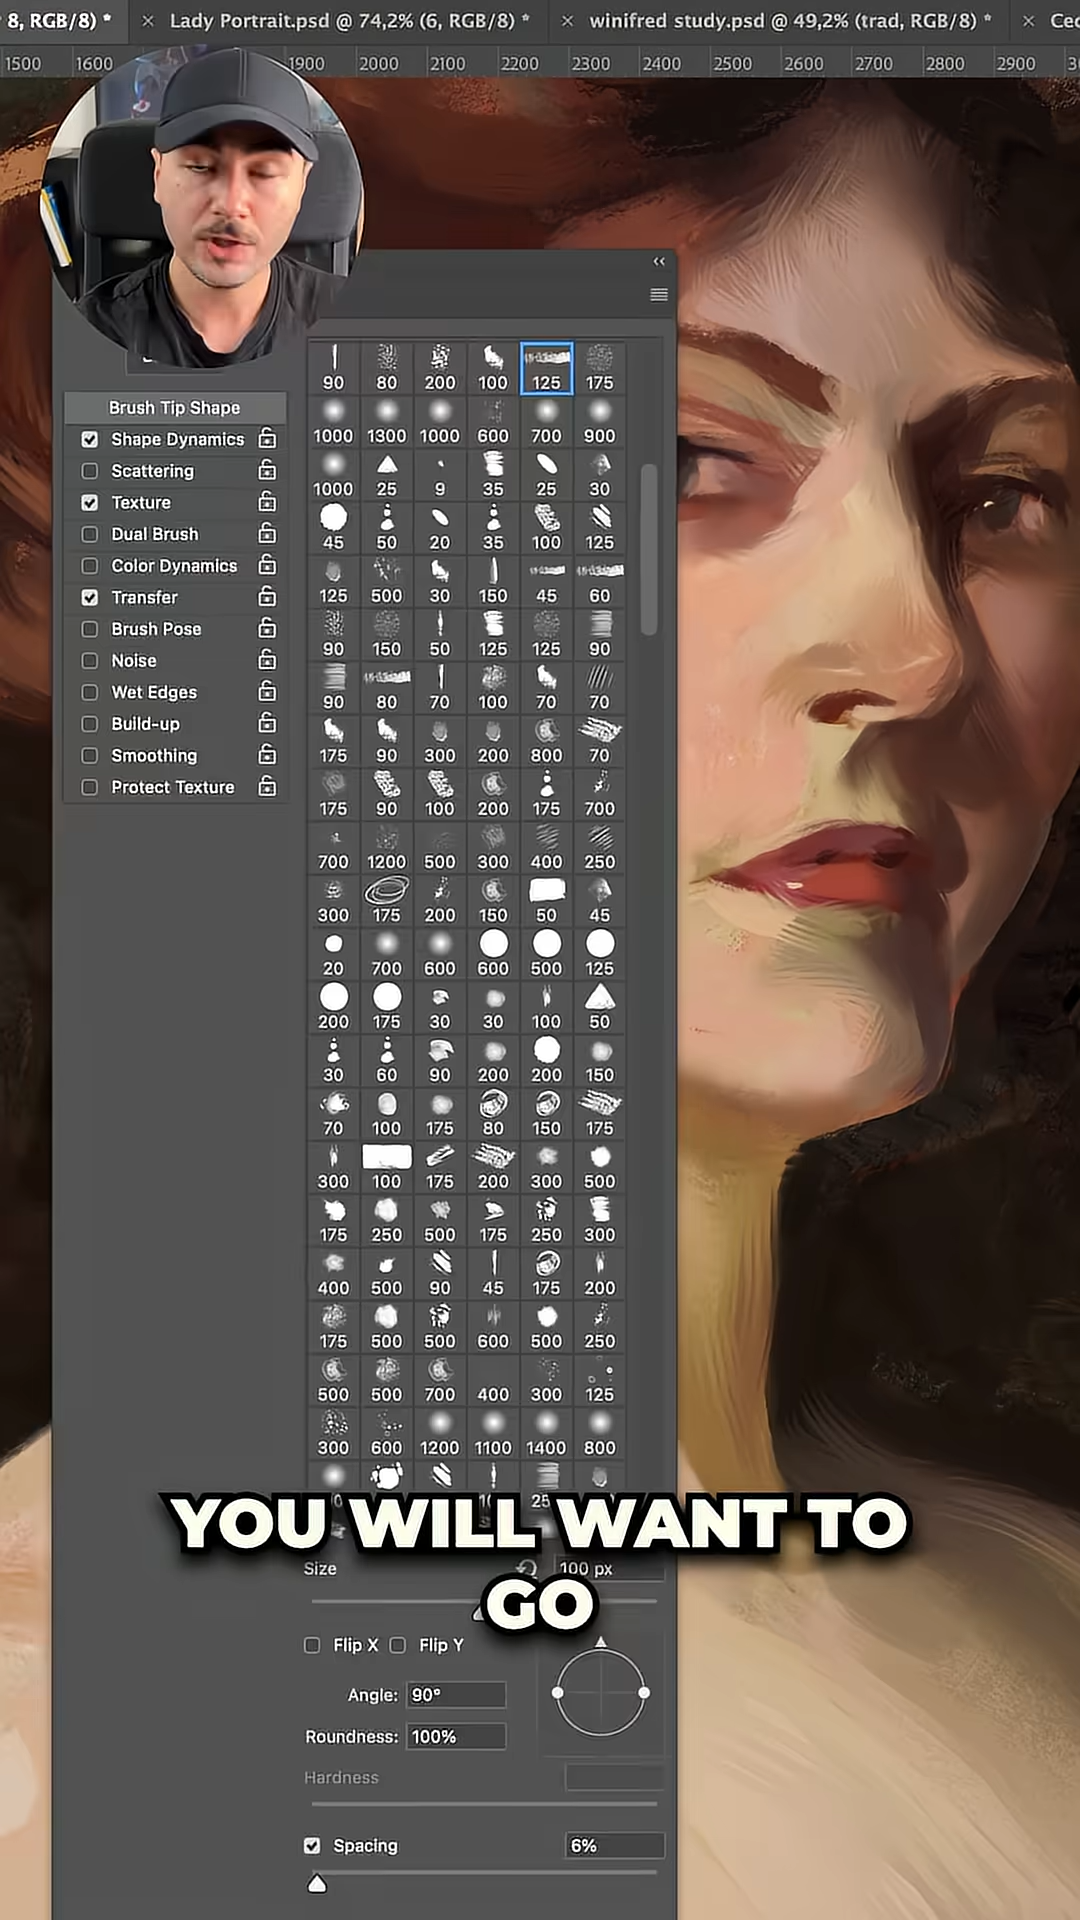 8, RGB/8) * × Lady Portrait.psd @ 74,2% (6, RGB/8) * × winifred study.psd @ 49,2% (trad, RGB/8) * ×
1500 1600 1900 2000 2100 2200 2300 2400 2500 2600 2700 2800 2900
Brush Tip Shape
Shape Dynamics
Scattering
Texture
Dual Brush
Color Dynamics
Transfer
Brush Pose
Noise
Wet Edges
Build-up
Smoothing
Protect Texture
90 80 200 100 125 175
1000 1300 1000 600 700 900
1000 25 9 35 25 30
45 50 20 35 100 125
125 500 30 150 45 60
90 150 50 125 125 90
90 80 70 100 70 70
175 90 300 200 800 70
175 90 100 200 175 700
700 1200 500 300 400 250
300 175 200 150 50 45
20 700 600 600 500 125
200 175 30 30 100 50
30 60 90 200 200 150
70 100 175 80 150 175
300 100 175 200 300 500
175 250 500 175 250 300
400 500 90 45 175 200
175 500 500 600 500 250
500 500 700 400 300 125
300 600 1200 1100 1400 800
YOU WILL WANT TO
GO
Size 100 px
Flip X Flip Y
Angle: 90°
Roundness: 100%
Hardness
Spacing 6%